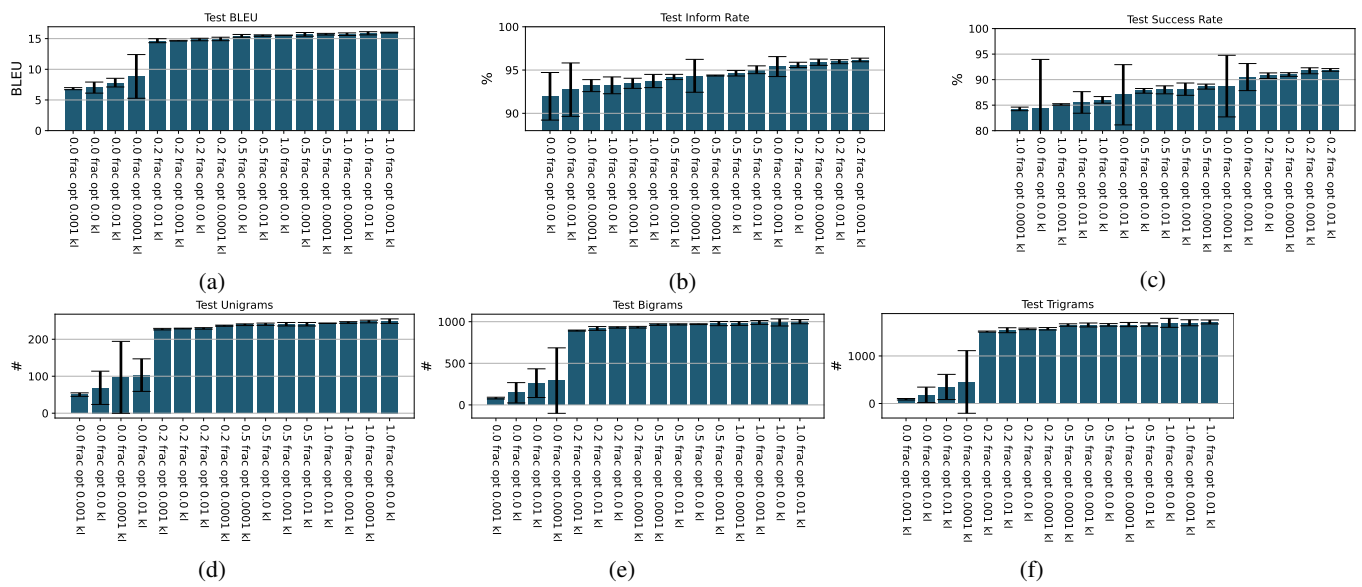 Test BLEU
BLEU
15
10
5
0
0.0 frac opt 0.001 kl
0.0 frac opt 0.0 kl
0.0 frac opt 0.01 kl
0.0 frac opt 0.0001 kl
0.2 frac opt 0.01 kl
0.2 frac opt 0.001 kl
0.2 frac opt 0.0 kl
0.2 frac opt 0.0001 kl
0.5 frac opt 0.0 kl
0.5 frac opt 0.01 kl
1.0 frac opt 0.0 kl
0.5 frac opt 0.0001 kl
0.5 frac opt 0.001 kl
1.0 frac opt 0.0001 kl
1.0 frac opt 0.01 kl
1.0 frac opt 0.001 kl
(a)
Test Inform Rate
%
100
95
90
0.0 frac opt 0.0 kl
0.0 frac opt 0.01 kl
1.0 frac opt 0.0001 kl
1.0 frac opt 0.001 kl
1.0 frac opt 0.0 kl
1.0 frac opt 0.01 kl
0.5 frac opt 0.0001 kl
0.0 frac opt 0.0001 kl
0.5 frac opt 0.001 kl
0.5 frac opt 0.0 kl
0.5 frac opt 0.01 kl
0.0 frac opt 0.001 kl
0.2 frac opt 0.0 kl
0.2 frac opt 0.0001 kl
0.2 frac opt 0.001 kl
0.2 frac opt 0.01 kl
(b)
Test Success Rate
%
100
95
90
85
80
1.0 frac opt 0.0001 kl
0.0 frac opt 0.0 kl
1.0 frac opt 0.001 kl
1.0 frac opt 0.01 kl
1.0 frac opt 0.0 kl
0.0 frac opt 0.01 kl
0.5 frac opt 0.0 kl
0.5 frac opt 0.001 kl
0.5 frac opt 0.0001 kl
0.5 frac opt 0.01 kl
0.0 frac opt 0.0001 kl
0.0 frac opt 0.001 kl
0.2 frac opt 0.0 kl
0.2 frac opt 0.0001 kl
0.2 frac opt 0.001 kl
0.2 frac opt 0.01 kl
(c)
Test Unigrams
#
200
100
0
0.0 frac opt 0.001 kl
0.0 frac opt 0.0 kl
0.0 frac opt 0.0001 kl
0.0 frac opt 0.01 kl
0.2 frac opt 0.001 kl
0.2 frac opt 0.0 kl
0.2 frac opt 0.01 kl
0.2 frac opt 0.0001 kl
0.5 frac opt 0.0001 kl
0.5 frac opt 0.0 kl
0.5 frac opt 0.001 kl
0.5 frac opt 0.01 kl
1.0 frac opt 0.01 kl
1.0 frac opt 0.001 kl
1.0 frac opt 0.0001 kl
1.0 frac opt 0.0 kl
(d)
Test Bigrams
#
1000
500
0
0.0 frac opt 0.001 kl
0.0 frac opt 0.0 kl
0.0 frac opt 0.01 kl
0.0 frac opt 0.0001 kl
0.2 frac opt 0.001 kl
0.2 frac opt 0.01 kl
0.2 frac opt 0.0 kl
0.2 frac opt 0.0001 kl
0.5 frac opt 0.0001 kl
0.5 frac opt 0.0 kl
0.5 frac opt 0.01 kl
0.5 frac opt 0.001 kl
1.0 frac opt 0.0001 kl
1.0 frac opt 0.001 kl
1.0 frac opt 0.0 kl
1.0 frac opt 0.01 kl
(e)
Test Trigrams
#
1000
0
0.0 frac opt 0.001 kl
0.0 frac opt 0.0 kl
0.0 frac opt 0.01 kl
0.0 frac opt 0.0001 kl
0.2 frac opt 0.001 kl
0.2 frac opt 0.01 kl
0.2 frac opt 0.0 kl
0.2 frac opt 0.0001 kl
0.5 frac opt 0.0001 kl
0.5 frac opt 0.001 kl
0.5 frac opt 0.0 kl
1.0 frac opt 0.0001 kl
0.5 frac opt 0.01 kl
1.0 frac opt 0.0 kl
1.0 frac opt 0.001 kl
1.0 frac opt 0.01 kl
(f)